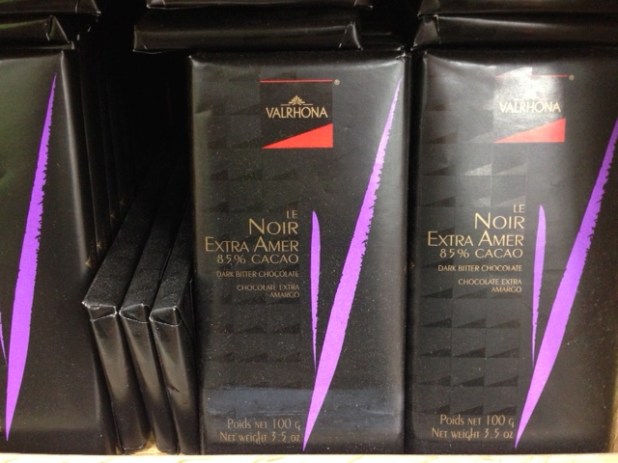 VALRHONA
LE
NOIR
EXTRA AMER
85% CACAO
DARK BITTER CHOCOLATE
CHOCOLATE EXTRA
AMARGO
Poids net 100 g
Net weight 3.5 oz
VALRHONA
LE
NOIR
EXTRA AMER
85% CACAO
DARK BITTER CHOCOLATE
CHOCOLATE EXTRA
AMARGO
Poids net 100 g
Net weight 3.5 oz